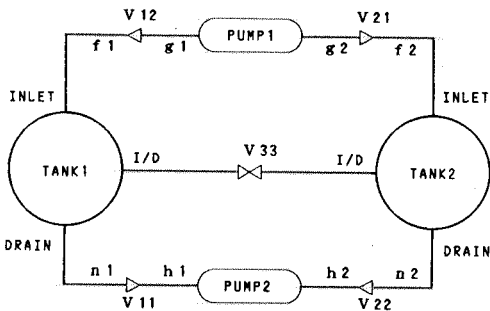 V12 V21
PUMP1
f1 g1 g2 f2
INLET INLET
V33
I/D I/D
TANK1 TANK2
DRAIN DRAIN
n1 h1 h2 n2
PUMP2
V11 V22